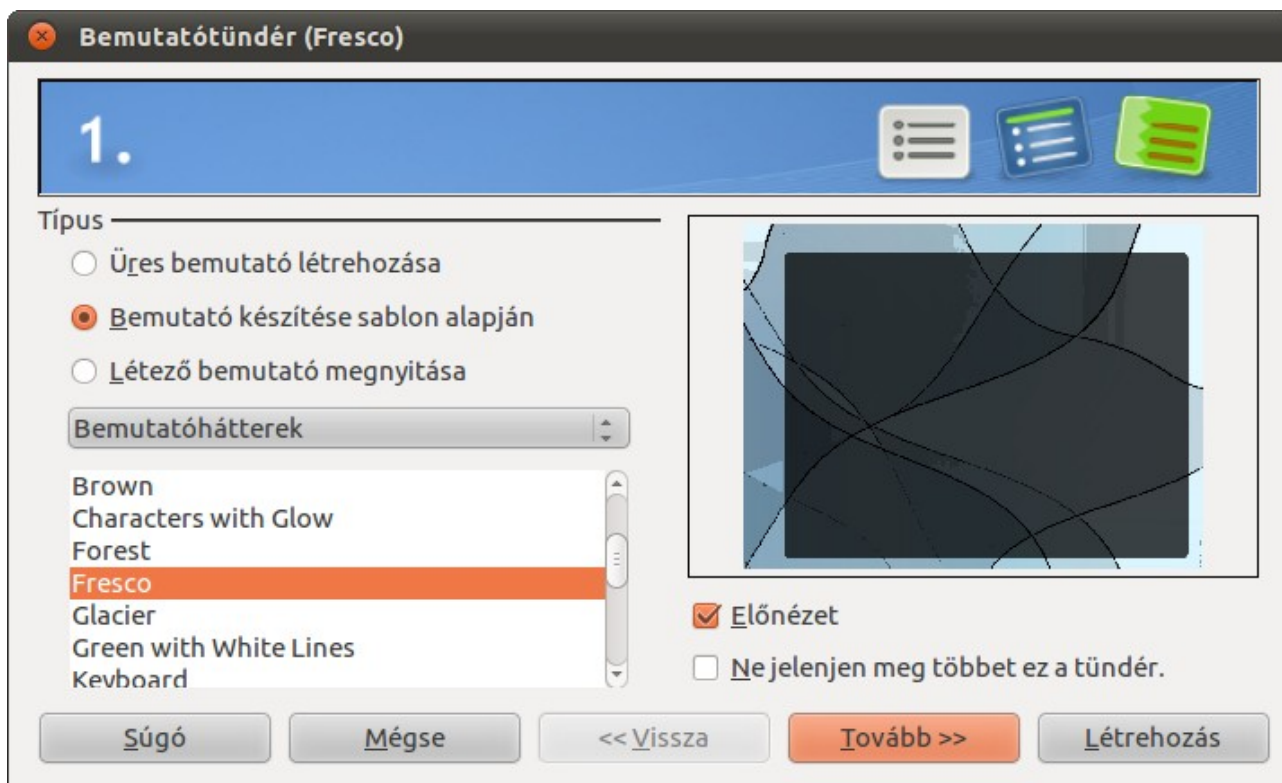 Bemutatótündér (Fresco)
1.
Típus
Üres bemutató létrehozása
Bemutató készítése sablon alapján
Létező bemutató megnyitása
Bemutatóhátterek
Brown
Characters with Glow
Forest
Fresco
Glacier
Green with White Lines
Keyboard
Előnézet
Ne jelenjen meg többet ez a tündér.
Súgó
Mégse
<< Vissza
Tovább >>
Létrehozás